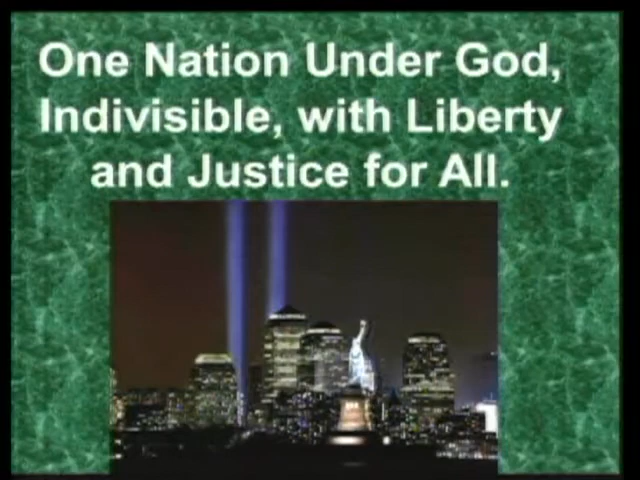 One Nation Under God,
Indivisible, with Liberty
and Justice for All.